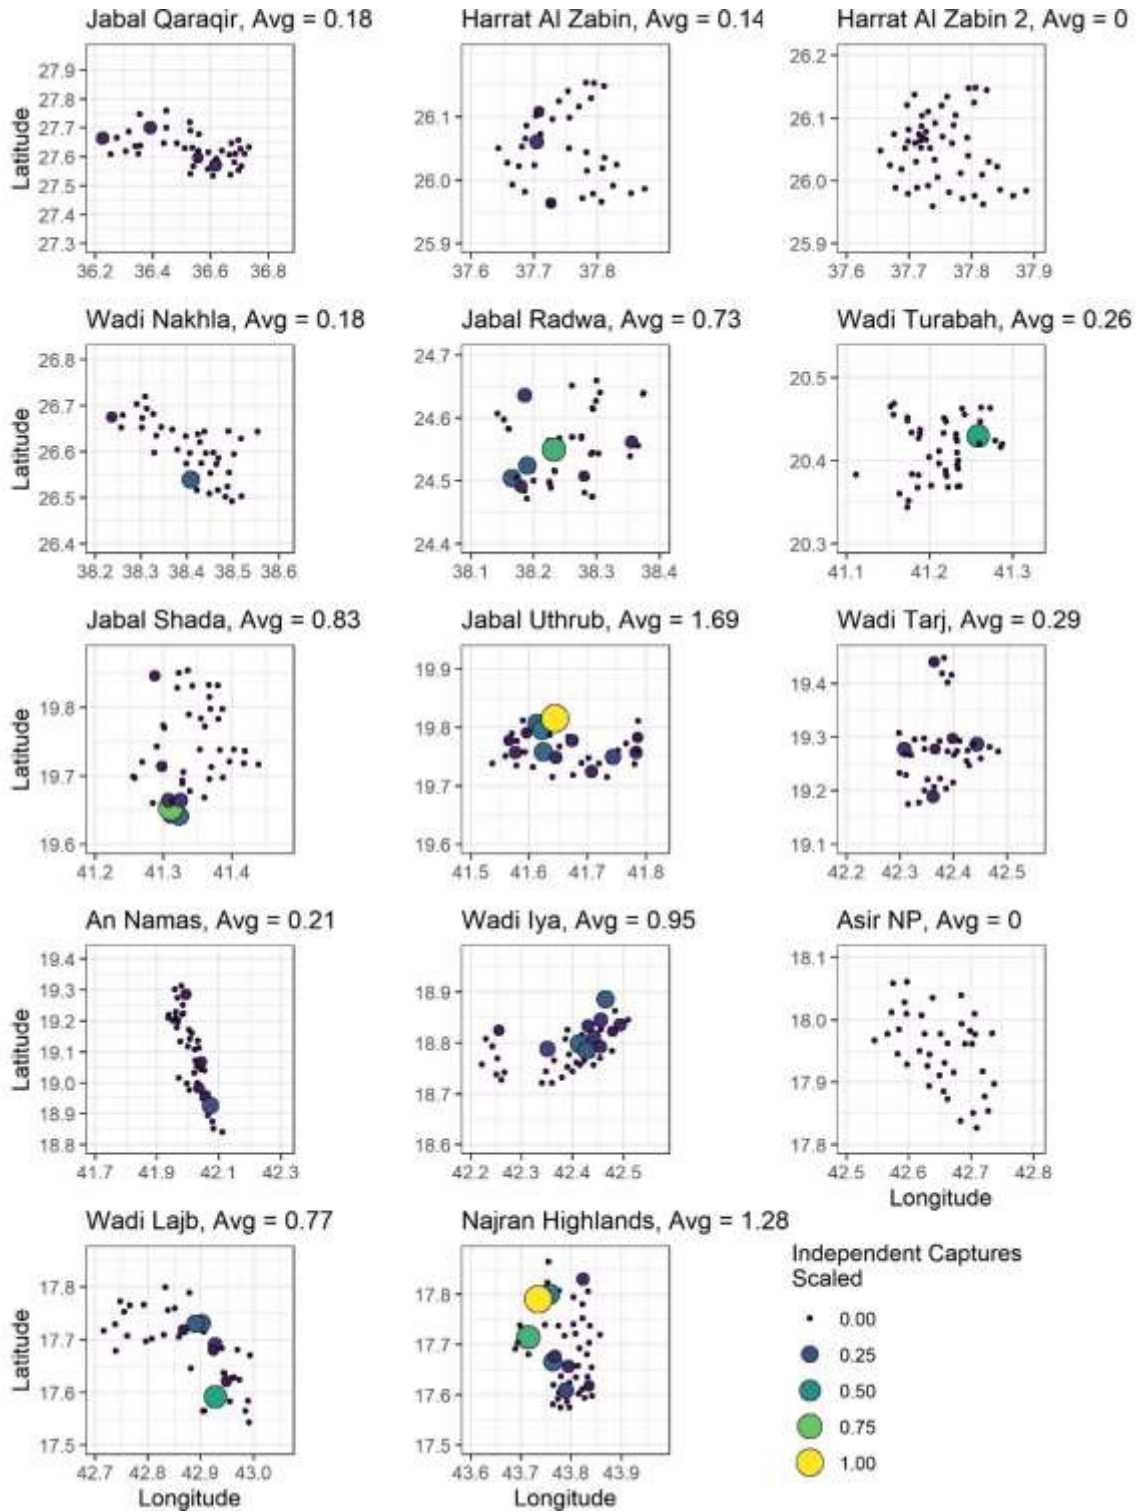 Jabal Qaraqir, Avg = 0.18
Latitude
27.9
27.8
27.7
27.6
27.5
27.4
27.3
36.2 36.4 36.6 36.8
Harrat Al Zabin, Avg = 0.14
26.1
26.0
25.9
37.6 37.7 37.8
Harrat Al Zabin 2, Avg = 0
26.2
26.1
26.0
25.9
37.6 37.7 37.8 37.9
Wadi Nakhla, Avg = 0.18
Latitude
26.8
26.7
26.6
26.5
26.4
38.2 38.3 38.4 38.5 38.6
Jabal Radwa, Avg = 0.73
24.7
24.6
24.5
24.4
38.1 38.2 38.3 38.4
Wadi Turabah, Avg = 0.26
20.5
20.4
20.3
41.1 41.2 41.3
Jabal Shada, Avg = 0.83
Latitude
19.8
19.7
19.6
41.2 41.3 41.4
Jabal Uthrub, Avg = 1.69
19.9
19.8
19.7
19.6
41.5 41.6 41.7 41.8
Wadi Tarj, Avg = 0.29
19.4
19.3
19.2
19.1
42.2 42.3 42.4 42.5
An Namas, Avg = 0.21
Latitude
19.4
19.3
19.2
19.1
19.0
18.9
18.8
41.7 41.9 42.1 42.3
Wadi Iya, Avg = 0.95
18.9
18.8
18.7
18.6
42.2 42.3 42.4 42.5
Asir NP, Avg = 0
18.1
18.0
17.9
17.8
42.5 42.6 42.7 42.8
Longitude
Wadi Lajb, Avg = 0.77
Latitude
17.8
17.7
17.6
17.5
42.7 42.8 42.9 43.0
Longitude
Najran Highlands, Avg = 1.28
17.8
17.7
17.6
17.5
43.6 43.7 43.8 43.9
Longitude
Independent Captures
Scaled
0.00
0.25
0.50
0.75
1.00